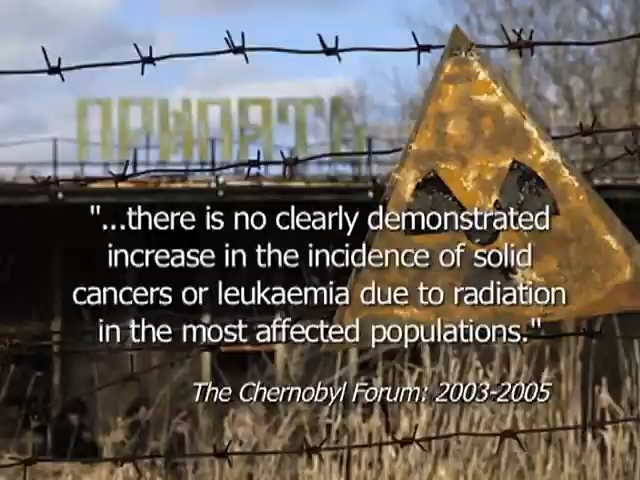 ПРИПЯТЬ
"...there is no clearly demonstrated
increase in the incidence of solid
cancers or leukaemia due to radiation
in the most affected populations."
The Chernobyl Forum: 2003-2005